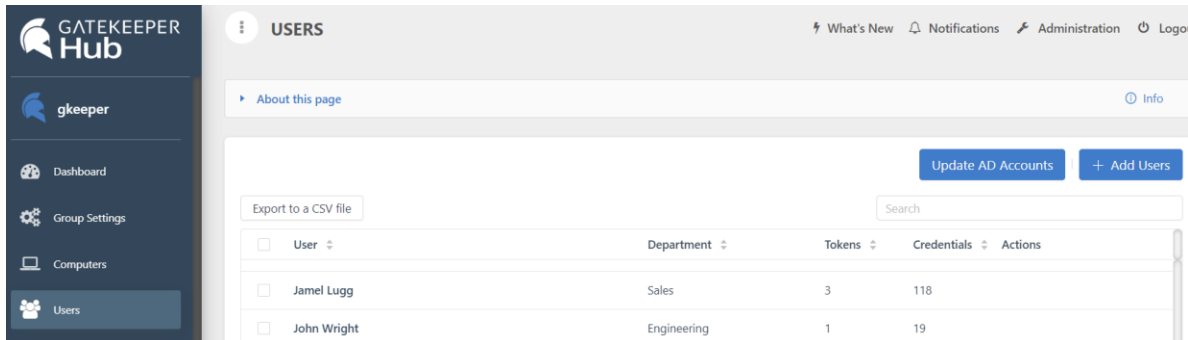 GATEKEEPER
Hub
gkeeper
Dashboard
Group Settings
Computers
Users
USERS
What's New Notifications Administration Logou
About this page
Info
Update AD Accounts
+ Add Users
Export to a CSV file
Search
User Department Tokens Credentials Actions
Jamel Lugg Sales 3 118
John Wright Engineering 1 19